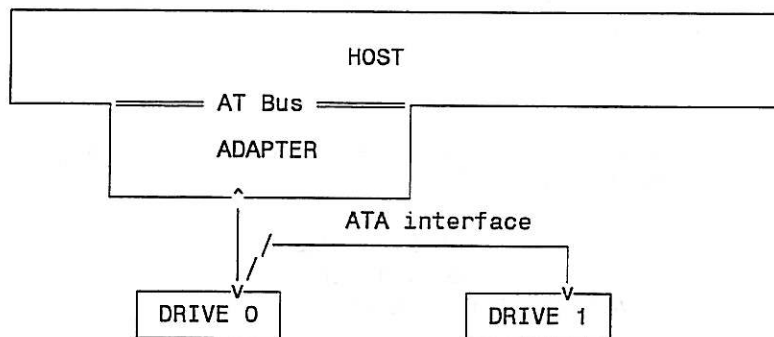 HOST
AT Bus
ADAPTER
ATA interface
DRIVE 0
DRIVE 1